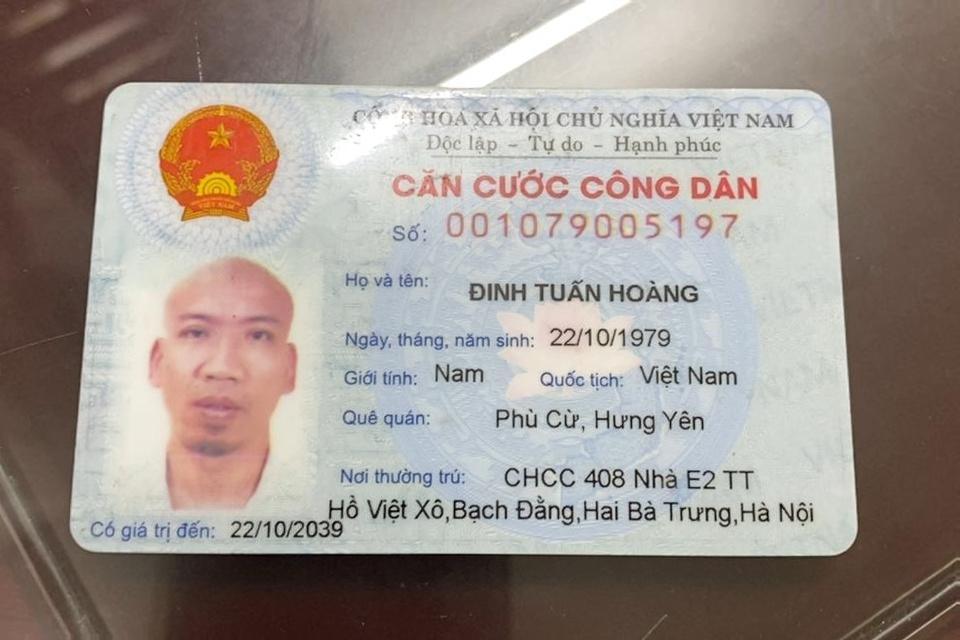 CỘNG HÒA XÃ HỘI CHỦ NGHĨA VIỆT NAM
Độc lập - Tự do - Hạnh phúc
CĂN CƯỚC CÔNG DÂN
Số: 001079005197
Họ và tên: ĐINH TUẤN HOÀNG
Ngày, tháng, năm sinh: 22/10/1979
Giới tính: Nam Quốc tịch: Việt Nam
Quê quán: Phù Cừ, Hưng Yên
Nơi thường trú: CHCC 408 Nhà E2 TT
Hồ Việt Xô,Bạch Đằng,Hai Bà Trưng,Hà Nội
Có giá trị đến: 22/10/2039
VIỆT NAM